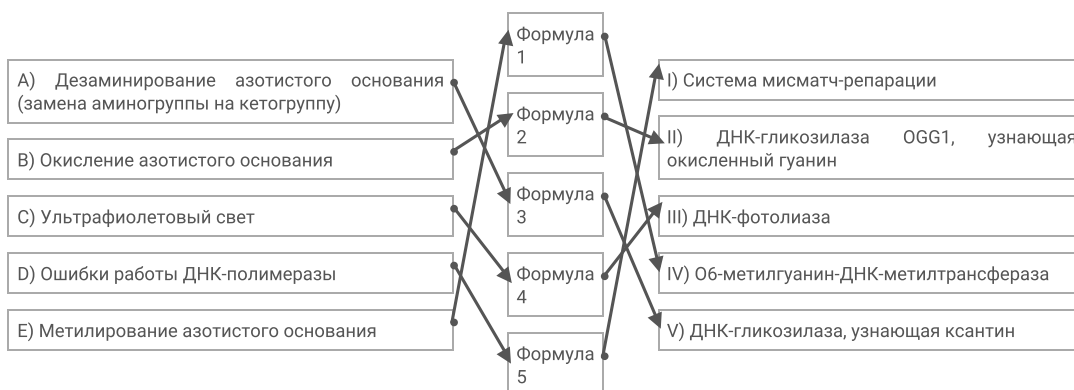 А) Дезаминирование азотистого основания
(замена аминогруппы на кетогруппу)
В) Окисление азотистого основания
С) Ультрафиолетовый свет
D) Ошибки работы ДНК-полимеразы
Е) Метилирование азотистого основания
Формула
1
Формула
2
Формула
3
Формула
4
Формула
5
I) Система мисматч-репарации
II) ДНК-гликозилаза OGG1, узнающая
окисленный гуанин
III) ДНК-фотолиаза
IV) О6-метилгуанин-ДНК-метилтрансфераза
V) ДНК-гликозилаза, узнающая ксантин